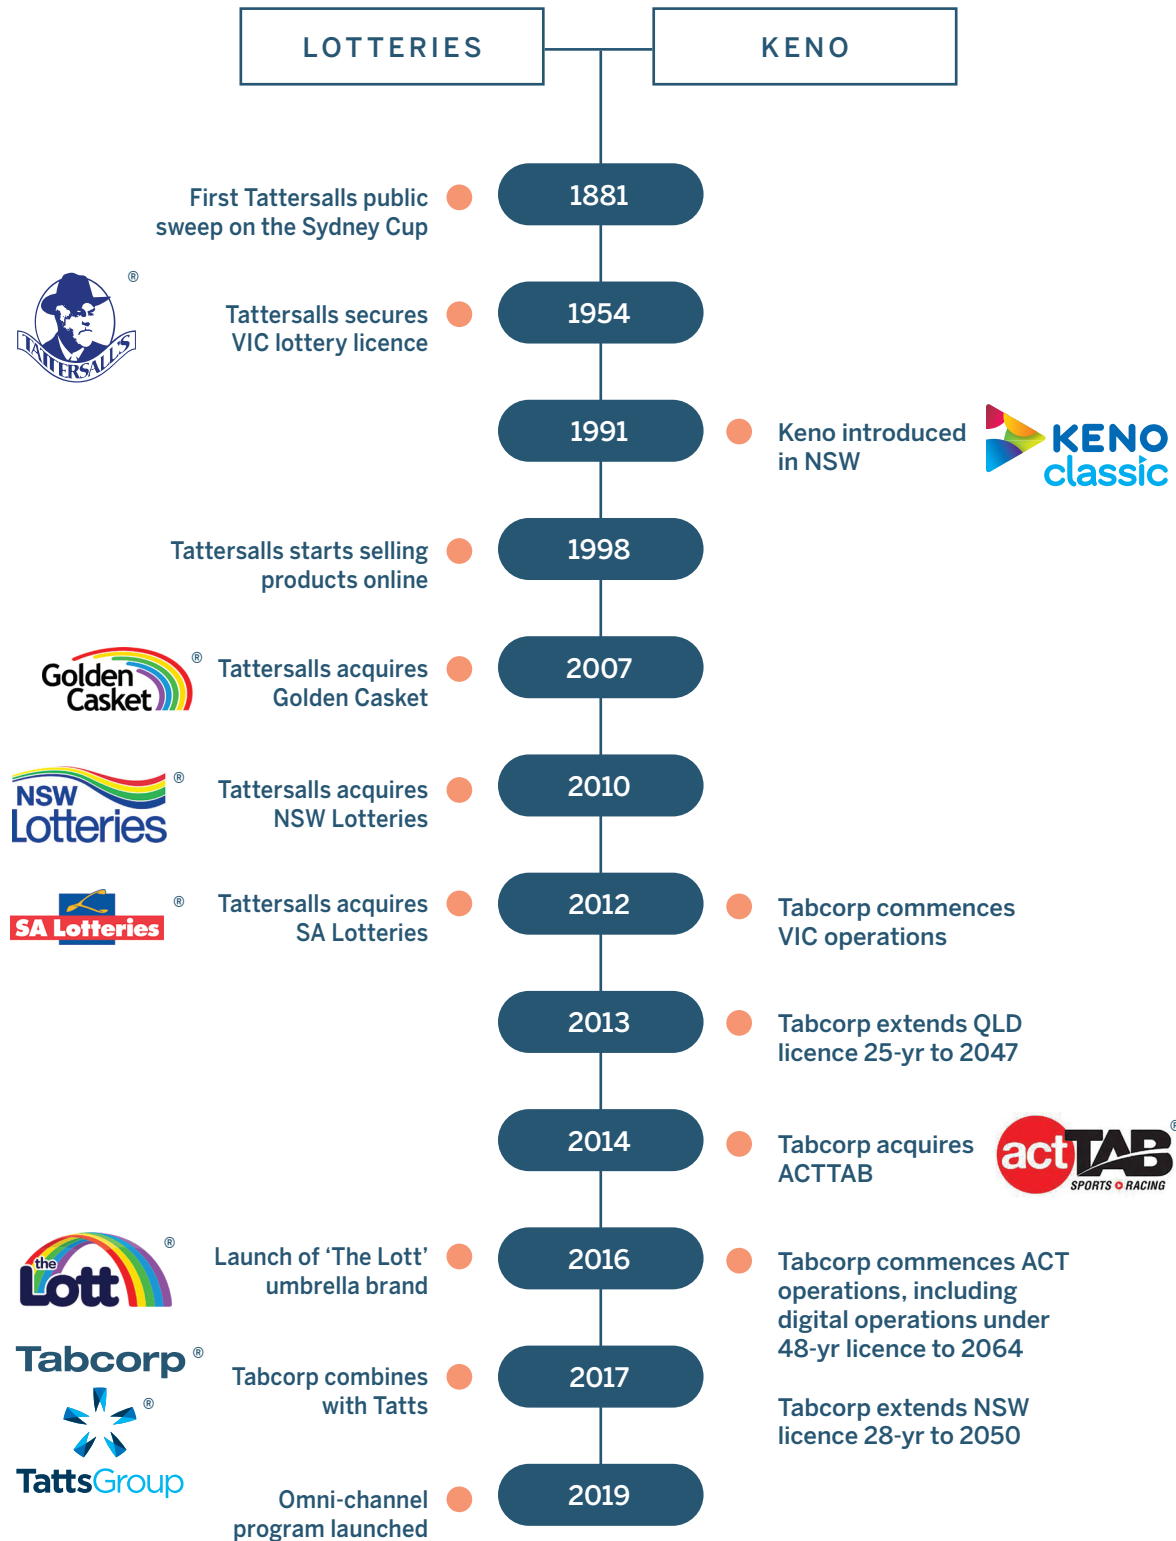 LOTTERIES
KENO
1881
First Tattersalls public
sweep on the Sydney Cup
®
TATTERSALL'S
1954
Tattersalls secures
VIC lottery licence
1991
Keno introduced
in NSW
KENO
classic
1998
Tattersalls starts selling
products online
Golden
Casket
®
Tattersalls acquires
Golden Casket
2007
NSW
Lotteries
®
Tattersalls acquires
NSW Lotteries
2010
SA Lotteries
®
Tattersalls acquires
SA Lotteries
2012
Tabcorp commences
VIC operations
2013
Tabcorp extends QLD
licence 25-yr to 2047
2014
Tabcorp acquires
ACTTAB
actTAB
®
SPORTS RACING
the
Lott
®
Launch of ‘The Lott’
umbrella brand
2016
Tabcorp commences ACT
operations, including
digital operations under
48-yr licence to 2064
Tabcorp extends NSW
licence 28-yr to 2050
Tabcorp ®
®
TattsGroup
Tabcorp combines
with Tatts
2017
Omni-channel
program launched
2019